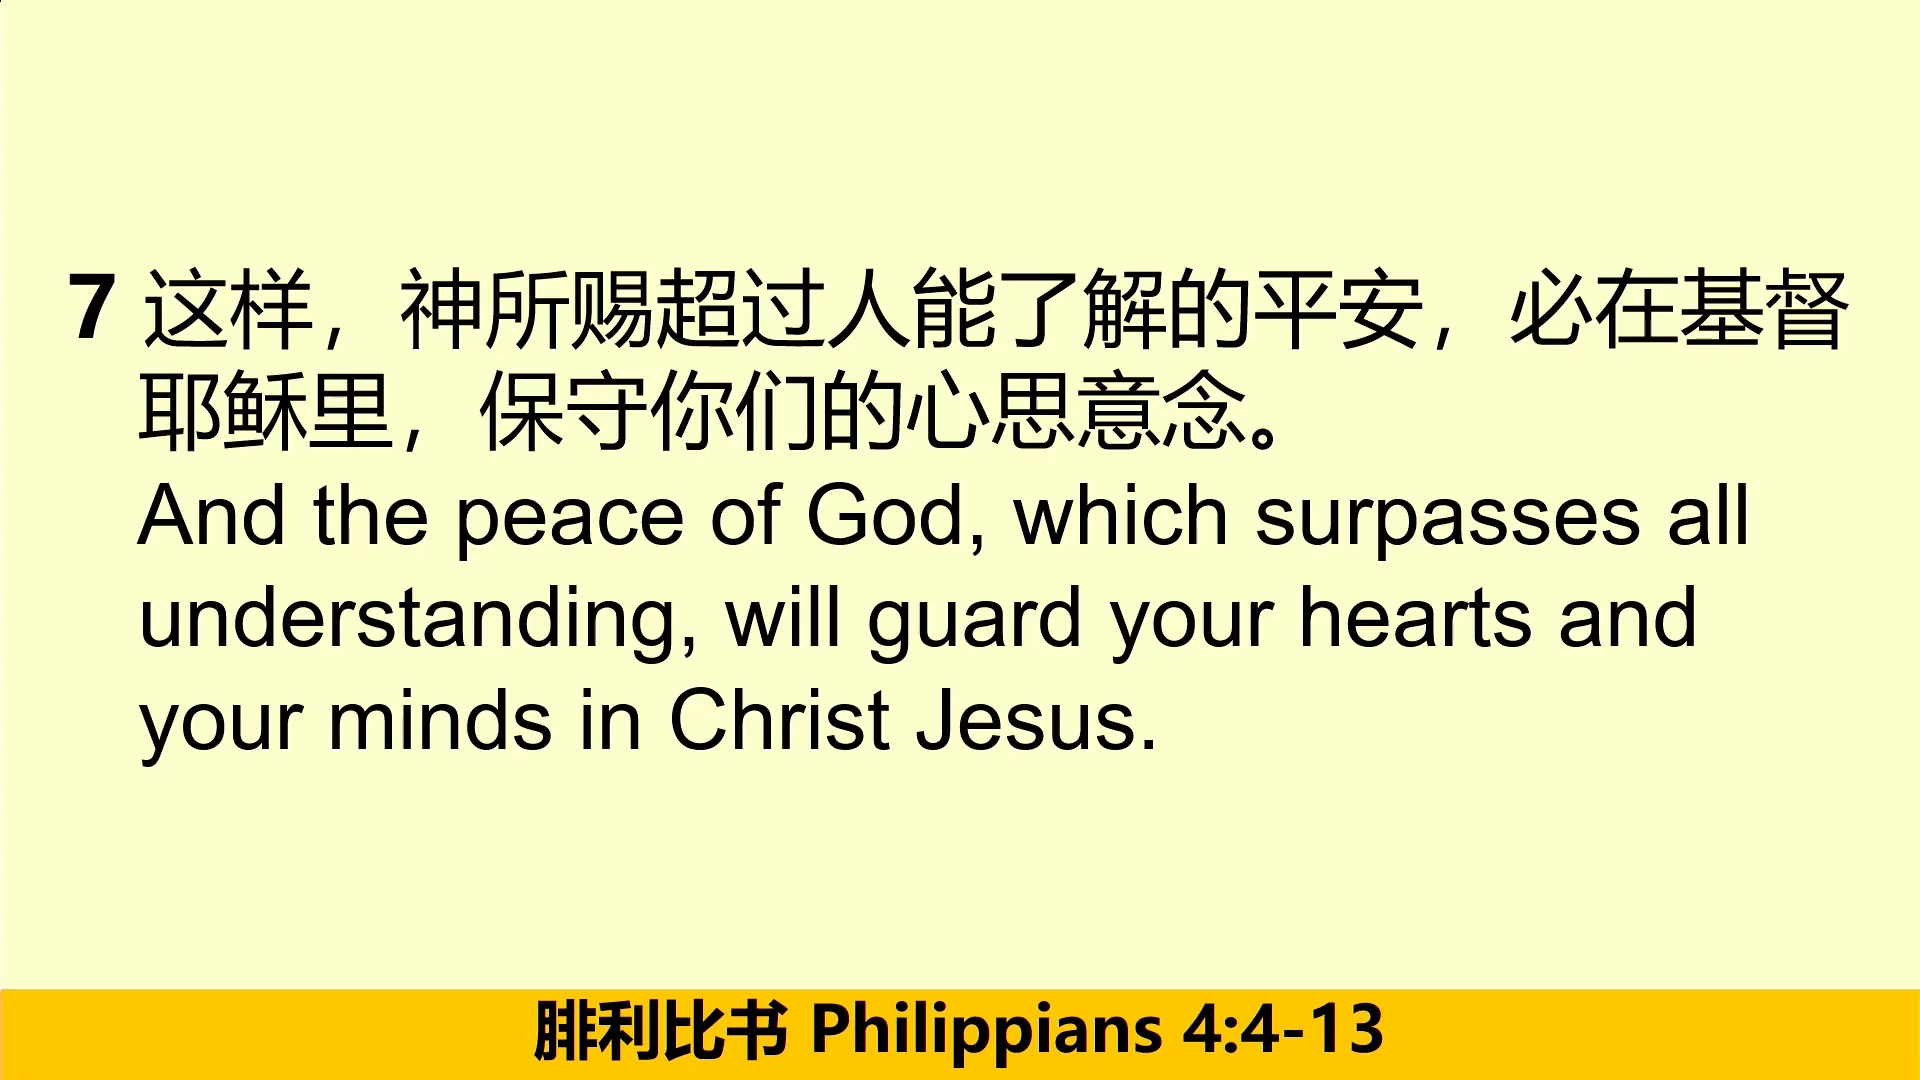 7 这样，神所赐超过人能了解的平安，必在基督
耶稣里，保守你们的心思意念。
And the peace of God, which surpasses all
understanding, will guard your hearts and
your minds in Christ Jesus.
腓利比书 Philippians 4:4-13